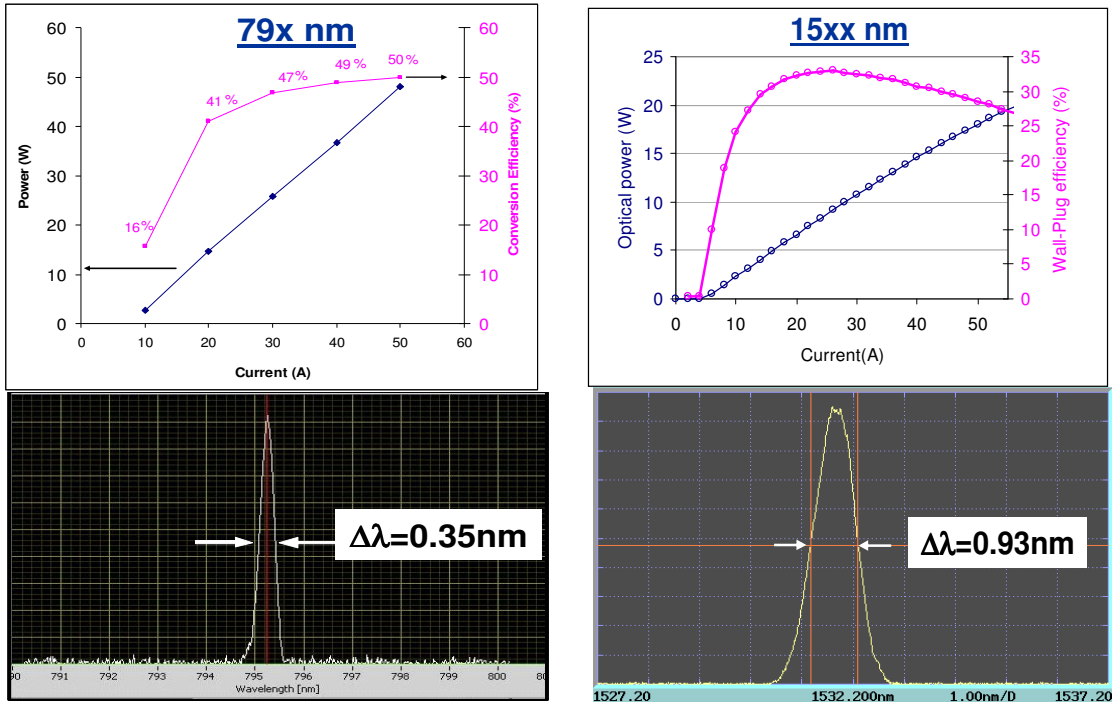 79x nm
60
50
40
30
20
10
0
Power (W)
16%
41%
47%
49%
50%
60
50
40
30
20
10
0
Conversion Efficiency (%)
0 10 20 30 40 50 60
Current (A)
15xx nm
25
20
15
10
5
0
Optical power (W)
35
30
25
20
15
10
5
0
Wall-Plug efficiency (%)
0 10 20 30 40 50
Current(A)
Δλ=0.35nm
90 791 792 793 794 795 796 797 798 799 800 80
Wavelength [nm]
Δλ=0.93nm
1527.20 1532.200nm 1.00nm/D 1537.20